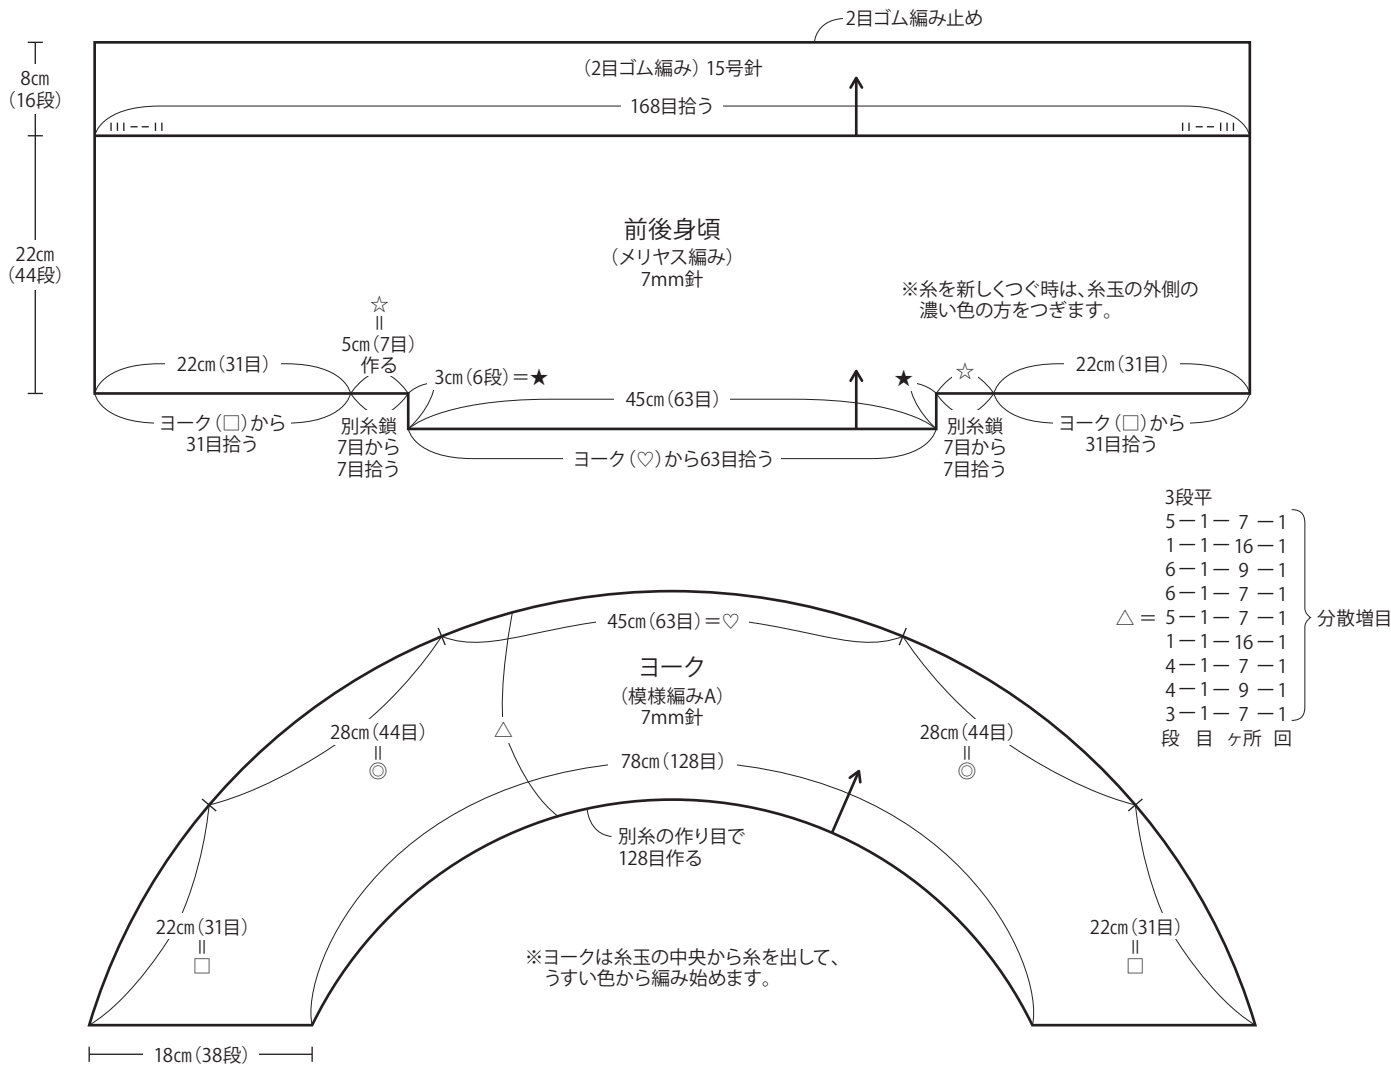 2目ゴム編み止め
8㎝
（16段）
（2目ゴム編み）15号針
168目拾う
22㎝
（44段）
前後身頃
（メリヤス編み）
7mm針
※糸を新しくつぐ時は、糸玉の外側の
濃い色の方をつぎます。
☆
＝
5㎝（7目）
作る
22㎝（31目）
3㎝（6段）＝★
45㎝（63目）
★
☆
22㎝（31目）
ヨーク（□）から
31目拾う
別糸鎖
7目から
7目拾う
ヨーク（♡）から63目拾う
別糸鎖
7目から
7目拾う
ヨーク（□）から
31目拾う
3段平
5－1－7－1
1－1－16－1
6－1－9－1
6－1－7－1
△＝5－1－7－1
1－1－16－1
4－1－7－1
4－1－9－1
3－1－7－1
段 目 ヶ所 回
分散増目
45㎝（63目）＝♡
ヨーク
（模様編みA）
7mm針
△
28㎝（44目）
＝
◎
28㎝（44目）
＝
◎
78㎝（128目）
別糸の作り目で
128目作る
22㎝（31目）
＝
□
22㎝（31目）
＝
□
※ヨークは糸玉の中央から糸を出して、
うすい色から編み始めます。
18㎝（38段）